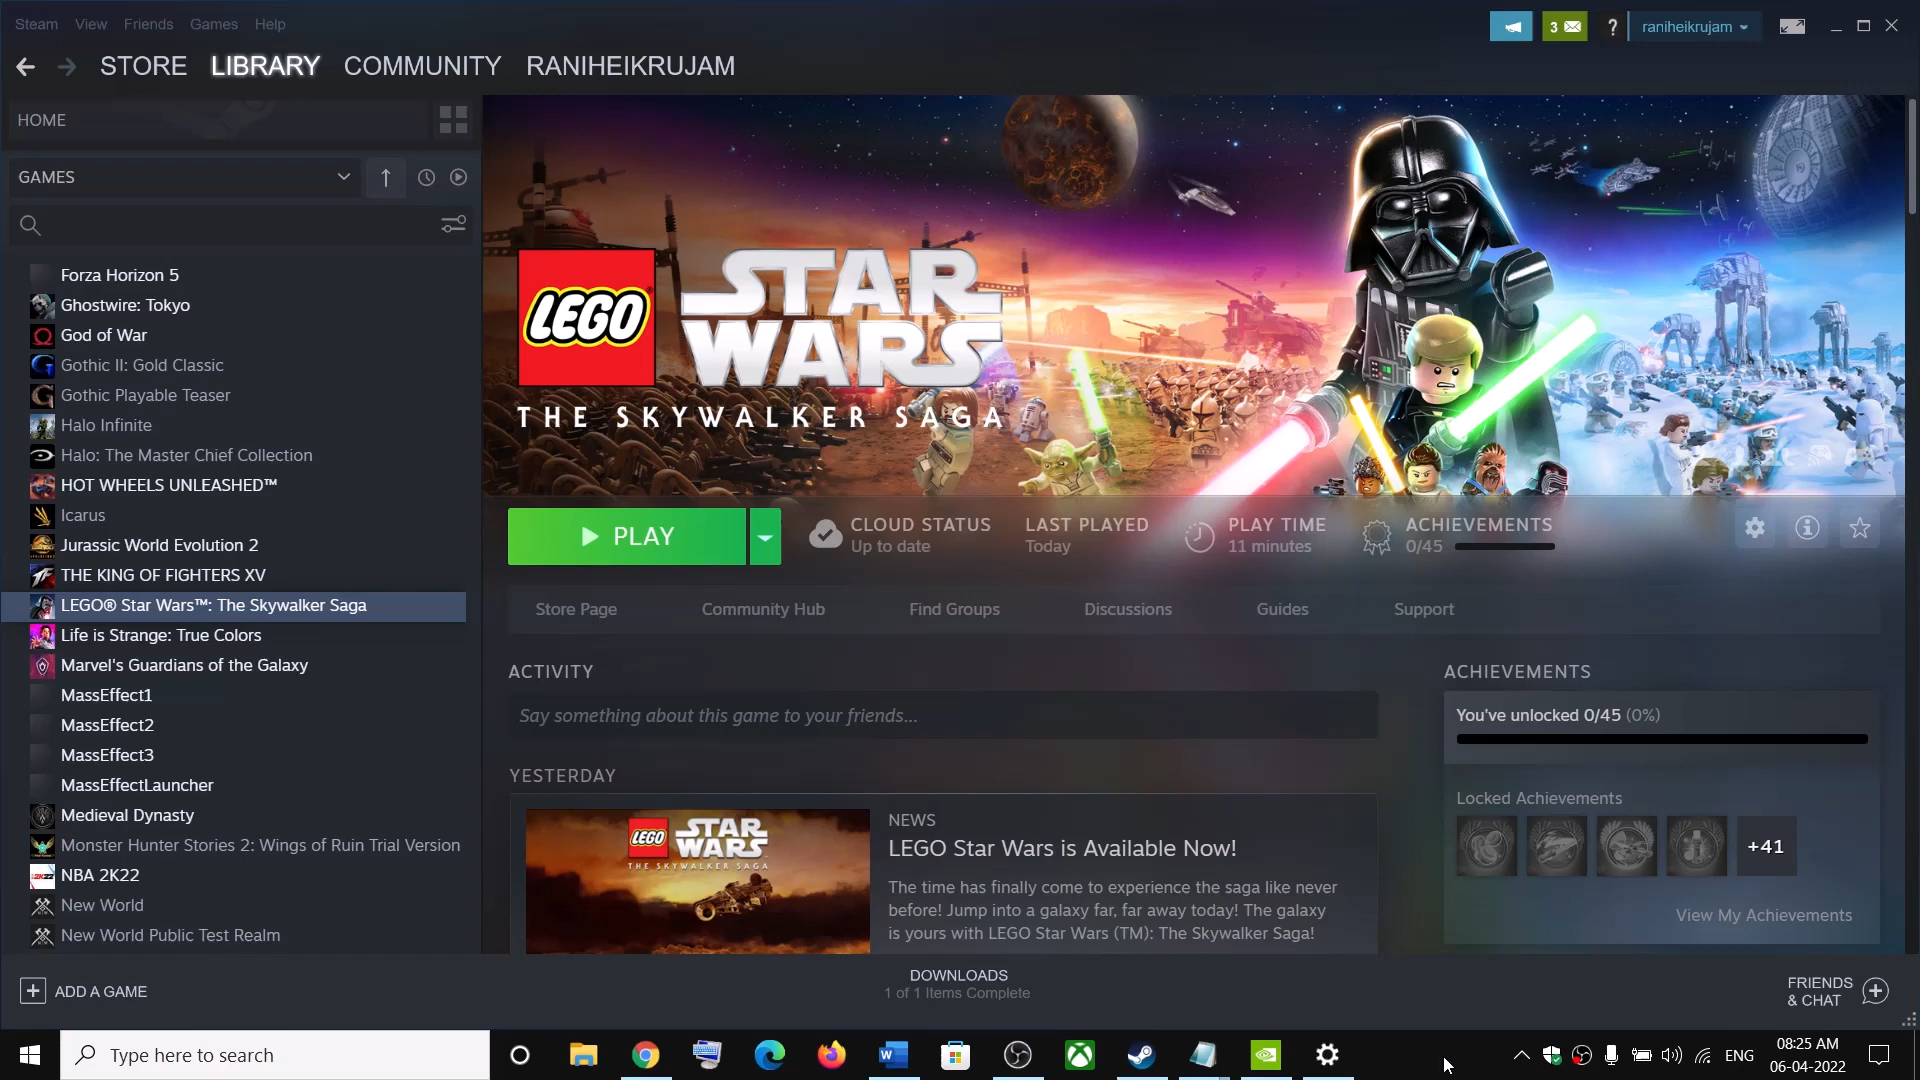 Steam View Friends Games Help
3
?
raniheikrujam
STORE LIBRARY COMMUNITY RANIHEIKRUJAM
HOME
GAMES
Forza Horizon 5
Ghostwire: Tokyo
God of War
Gothic II: Gold Classic
Gothic Playable Teaser
Halo Infinite
Halo: The Master Chief Collection
HOT WHEELS UNLEASHED™
Icarus
Jurassic World Evolution 2
THE KING OF FIGHTERS XV
LEGO® Star Wars™: The Skywalker Saga
Life is Strange: True Colors
Marvel's Guardians of the Galaxy
MassEffect1
MassEffect2
MassEffect3
MassEffectLauncher
Medieval Dynasty
Monster Hunter Stories 2: Wings of Ruin Trial Version
NBA 2K22
New World
New World Public Test Realm
ADD A GAME
LEGO
STAR
WARS
THE SKYWALKER SAGA
PLAY
CLOUD STATUS
Up to date
LAST PLAYED
Today
PLAY TIME
11 minutes
ACHIEVEMENTS
0/45
Store Page Community Hub Find Groups Discussions Guides Support
ACTIVITY
Say something about this game to your friends...
YESTERDAY
LEGO STAR
WARS
THE SKYWALKER SAGA
NEWS
LEGO Star Wars is Available Now!
The time has finally come to experience the saga like never
before! Jump into a galaxy far, far away today! The galaxy
is yours with LEGO Star Wars (TM): The Skywalker Saga!
ACHIEVEMENTS
You've unlocked 0/45 (0%)
Locked Achievements
+41
View My Achievements
DOWNLOADS
1 of 1 Items Complete
FRIENDS
& CHAT
Type here to search
ENG
08:25 AM
06-04-2022